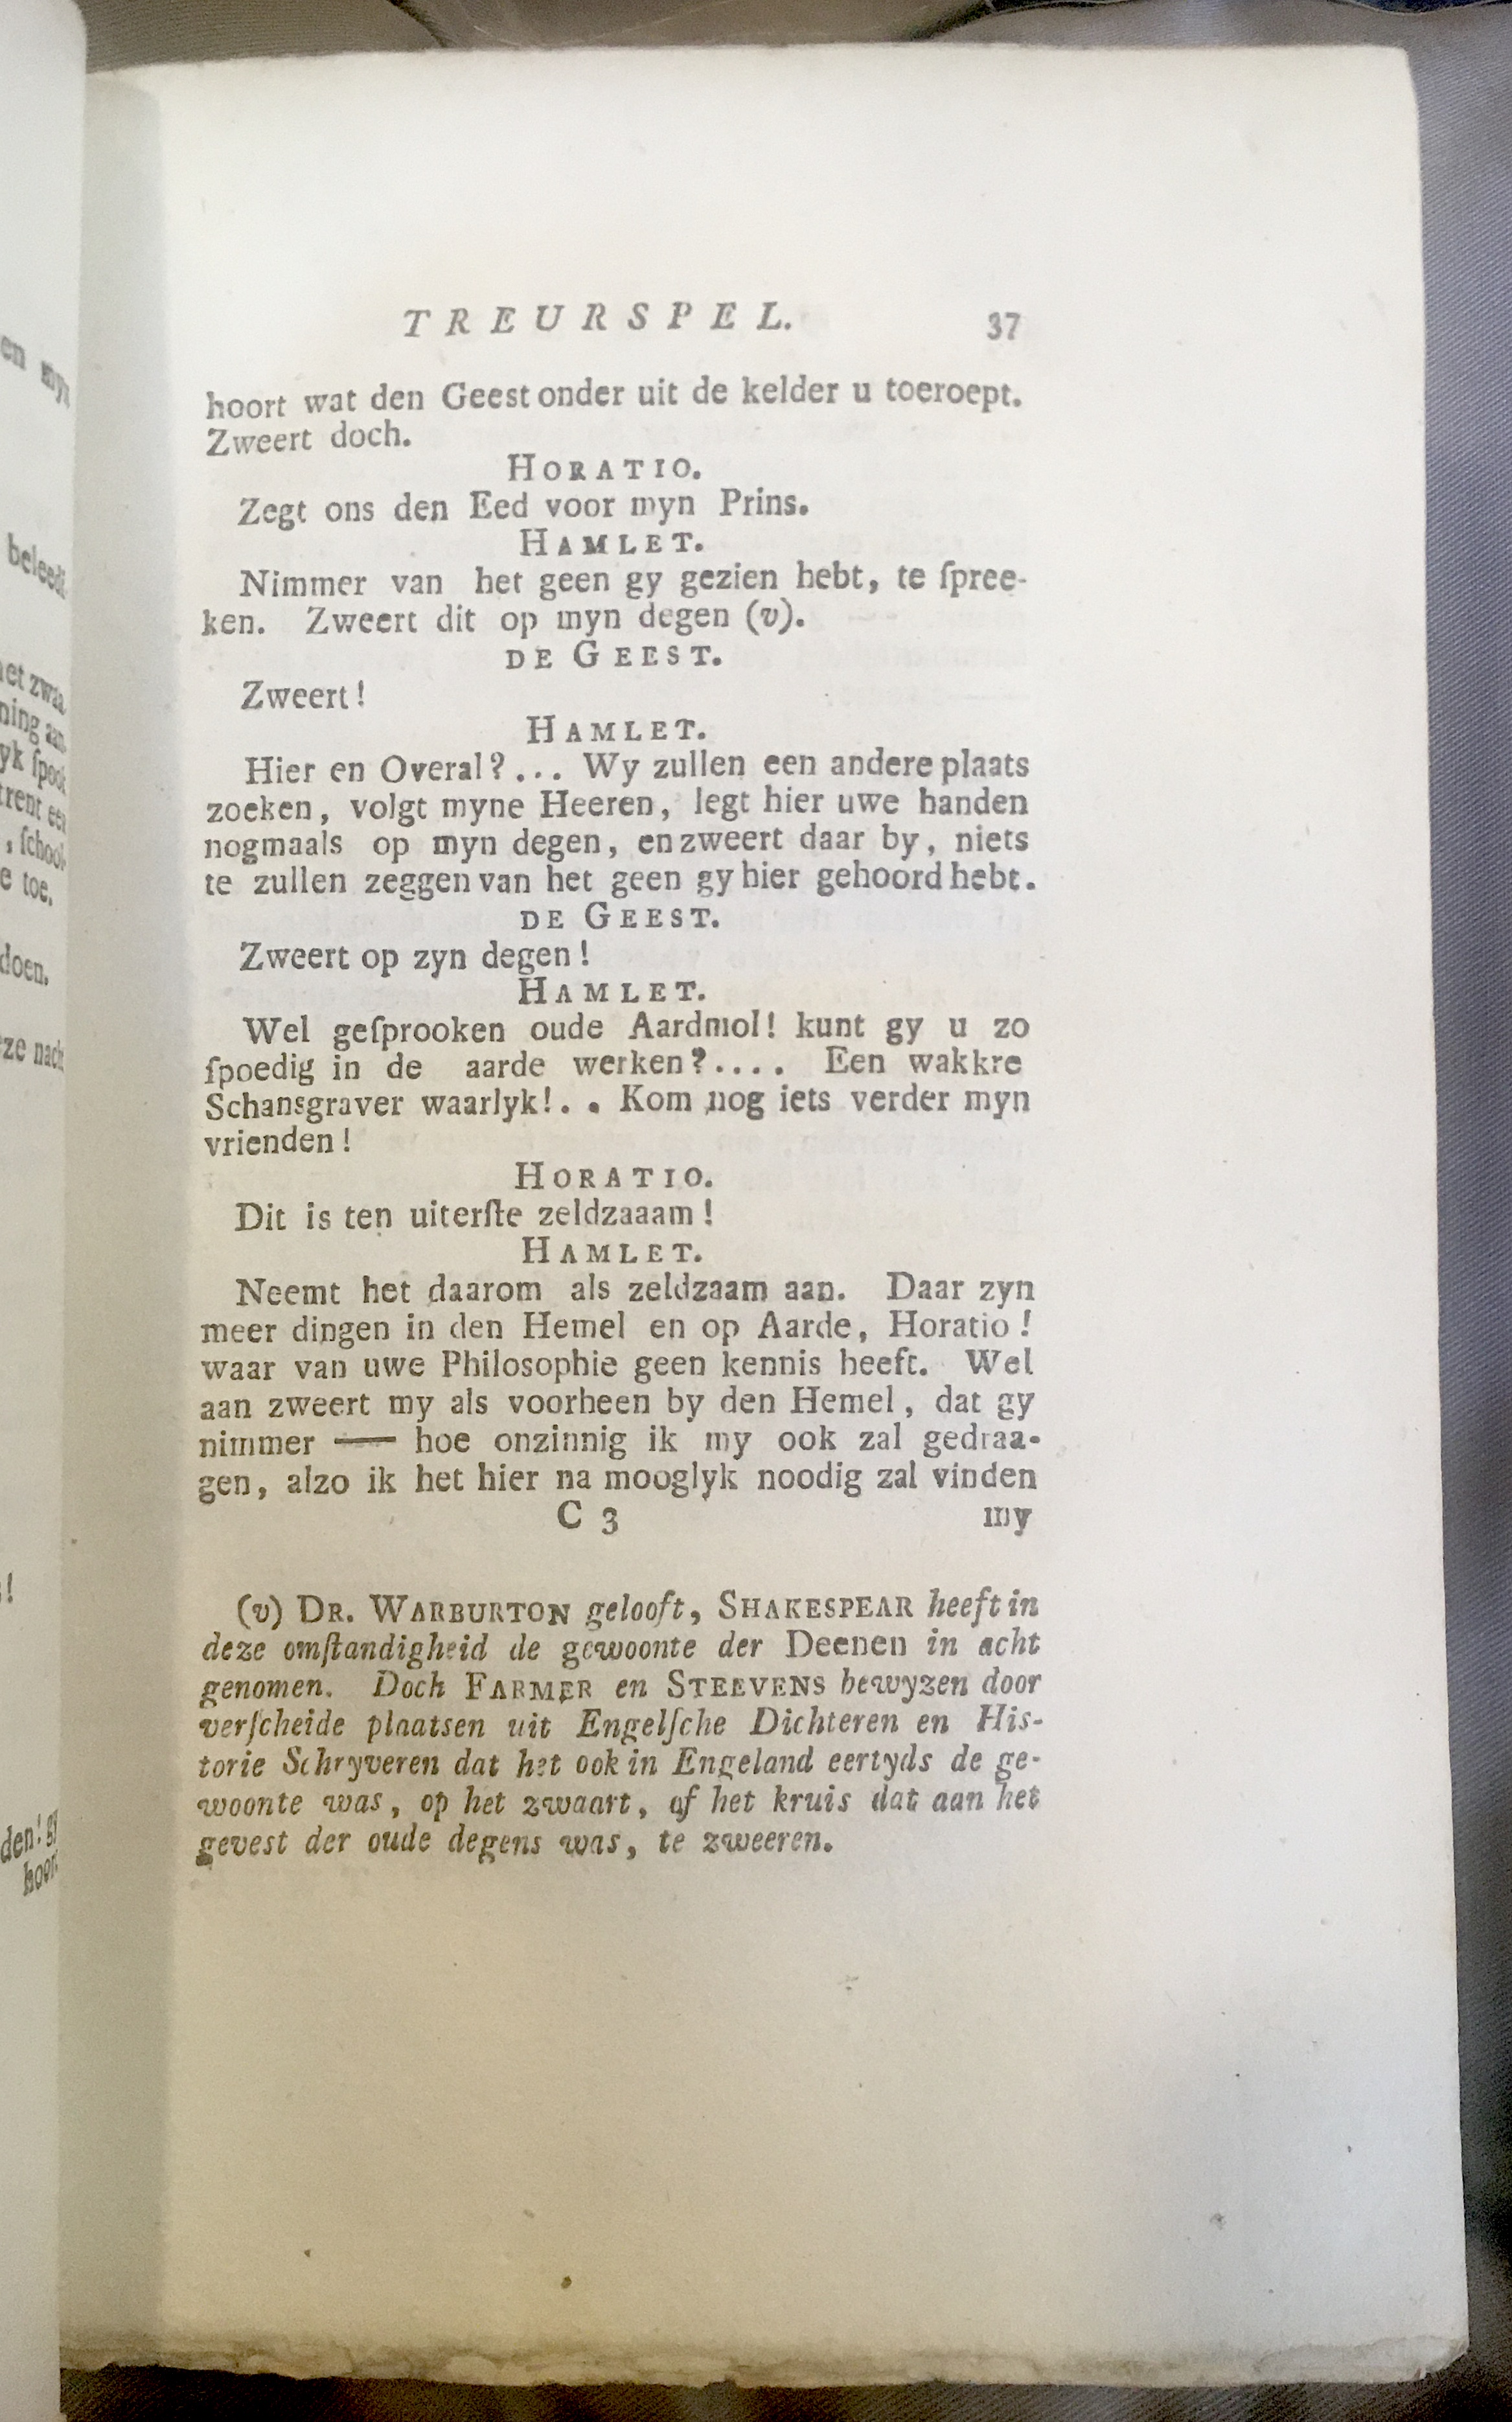 TREURSPEL. 37
hoort wat den Geest onder uit de kelder u toeroept.
Zweert doch.
HORATIO.
Zegt ons den Eed voor myn Prins.
HAMLET.
Nimmer van het geen gy gezien hebt, te ſpree-
ken. Zweert dit op myn degen (v).
DE GEEST.
Zweert!
HAMLET.
Hier en Overal?... Wy zullen een andere plaats
zoeken, volgt myne Heeren, legt hier uwe handen
nogmaals op myn degen, en zweert daar by, niets
te zullen zeggen van het geen gy hier gehoord hebt.
DE GEEST.
Zweert op zyn degen!
HAMLET.
Wel geſprooken oude Aardmol! kunt gy u zo
ſpoedig in de aarde werken?.... Een wakkre
Schansgraver waarlyk!.. Kom nog iets verder myn
vrienden!
HORATIO.
Dit is ten uiterſte zeldzaaam!
HAMLET.
Neemt het daarom als zeldzaam aan. Daar zyn
meer dingen in den Hemel en op Aarde, Horatio!
waar van uwe Philosophie geen kennis heeft. Wel
aan zweert my als voorheen by den Hemel, dat gy
nimmer — hoe onzinnig ik my ook zal gedraa-
gen, alzo ik het hier na mooglyk noodig zal vinden
C 3 my
(v) DR. WARBURTON gelooft, SHAKESPEAR heeft in
deze omſtandigheid de gewoonte der Deenen in acht
genomen. Doch FARMER en STEEVENS bewyzen door
verſcheide plaatsen uit Engelſche Dichteren en His-
torie Schryveren dat het ook in Engeland eertyds de ge-
woonte was, op het zwaart, of het kruis dat aan het
gevest der oude degens was, te zweeren.